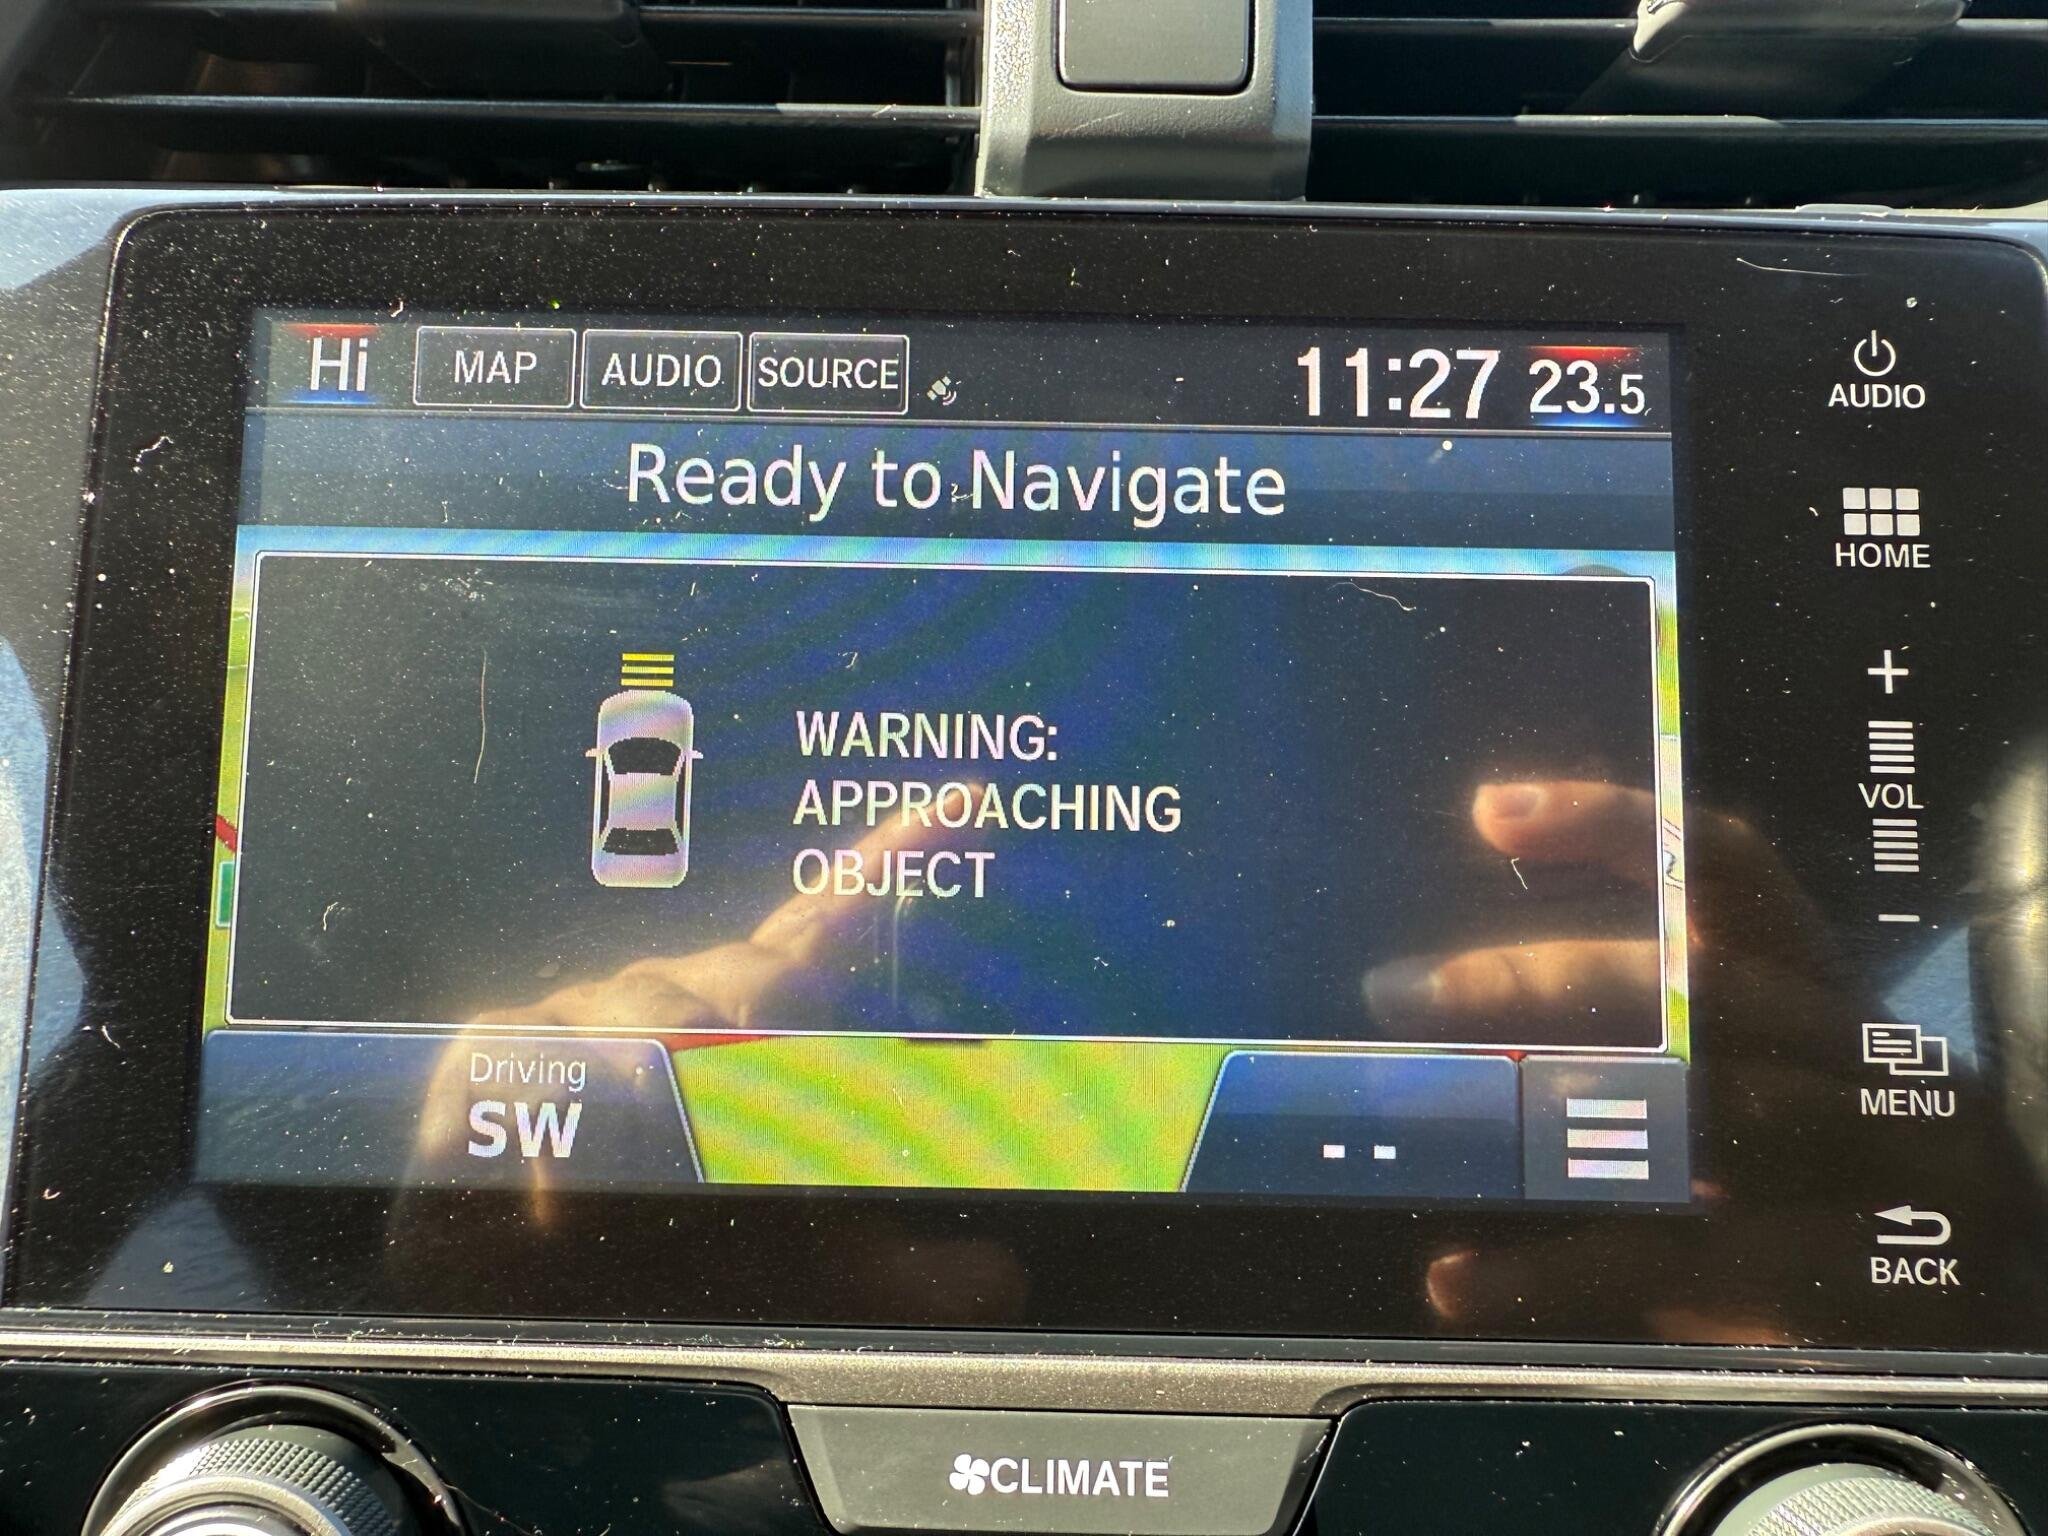 Hi MAP AUDIO SOURCE 11:27 23.5
Ready to Navigate
WARNING:
APPROACHING
OBJECT
Driving
SW
--
AUDIO
HOME
+
VOL
-
MENU
BACK
CLIMATE